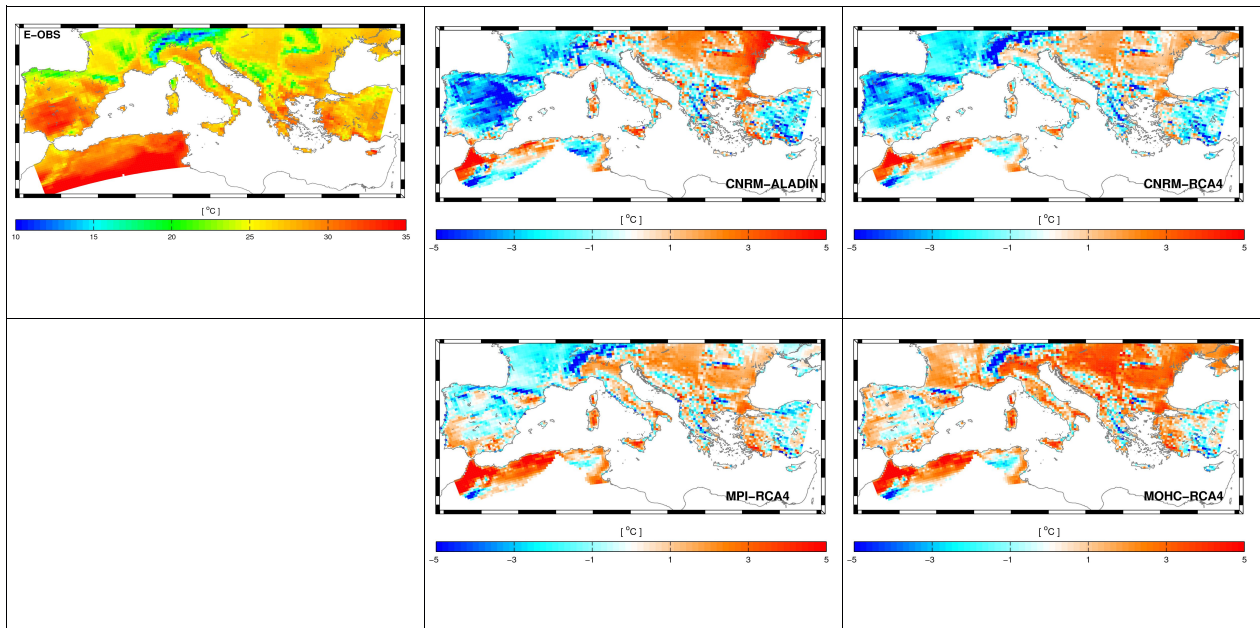 E-OBS
[ °C]
10 15 20 25 30 35
CNRM−ALADIN
[ °C]
−5 −3 −1 1 3 5
CNRM−RCA4
[ °C]
−5 −3 −1 1 3 5
MPI−RCA4
[ °C]
−5 −3 −1 1 3 5
MOHC−RCA4
[ °C]
−5 −3 −1 1 3 5